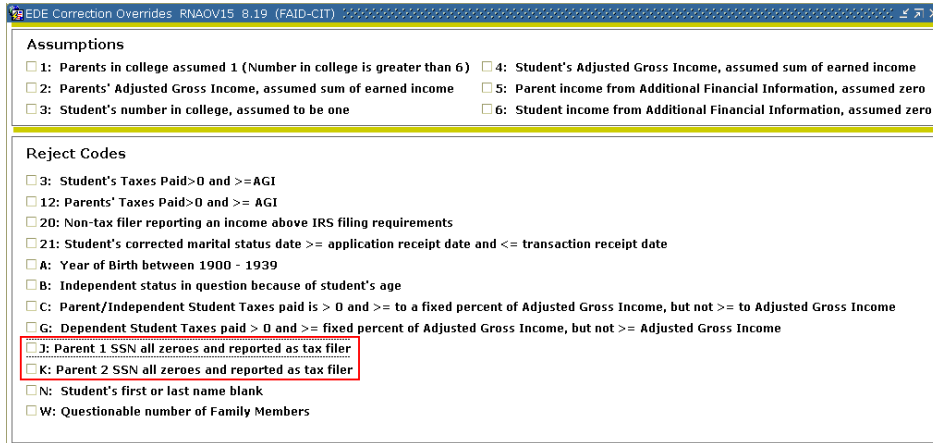 EDE Correction Overrides RNAOV15 8.19 (FAID-CIT)
Assumptions
1: Parents in college assumed 1 (Number in college is greater than 6)
2: Parents' Adjusted Gross Income, assumed sum of earned income
3: Student's number in college, assumed to be one
4: Student's Adjusted Gross Income, assumed sum of earned income
5: Parent income from Additional Financial Information, assumed zero
6: Student income from Additional Financial Information, assumed zero
Reject Codes
3: Student's Taxes Paid>0 and >=AGI
12: Parents' Taxes Paid>0 and >= AGI
20: Non-tax filer reporting an income above IRS filing requirements
21: Student's corrected marital status date >= application receipt date and <= transaction receipt date
A: Year of Birth between 1900 - 1939
B: Independent status in question because of student's age
C: Parent/Independent Student Taxes paid is > 0 and >= to a fixed percent of Adjusted Gross Income, but not >= to Adjusted Gross Income
G: Dependent Student Taxes paid > 0 and >= fixed percent of Adjusted Gross Income, but not >= Adjusted Gross Income
J: Parent 1 SSN all zeroes and reported as tax filer
K: Parent 2 SSN all zeroes and reported as tax filer
N: Student's first or last name blank
W: Questionable number of Family Members